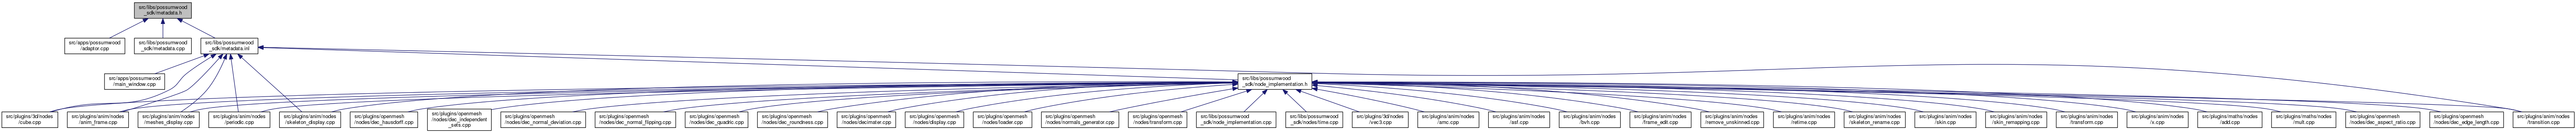 src/libs/possumwood
_sdk/metadata.h
src/apps/possumwood
/adaptor.cpp
src/libs/possumwood
_sdk/metadata.cpp
src/libs/possumwood
_sdk/metadata.inl
src/apps/possumwood
/main_window.cpp
src/libs/possumwood
_sdk/node_implementation.h
src/plugins/3d/nodes
/cube.cpp
src/plugins/anim/nodes
/anim_frame.cpp
src/plugins/anim/nodes
/meshes_display.cpp
src/plugins/anim/nodes
/periodic.cpp
src/plugins/anim/nodes
/skeleton_display.cpp
src/plugins/openmesh
/nodes/dec_hausdorff.cpp
src/plugins/openmesh
/nodes/dec_independent
_sets.cpp
src/plugins/openmesh
/nodes/dec_normal_deviation.cpp
src/plugins/openmesh
/nodes/dec_normal_flipping.cpp
src/plugins/openmesh
/nodes/dec_quadric.cpp
src/plugins/openmesh
/nodes/dec_roundness.cpp
src/plugins/openmesh
/nodes/decimater.cpp
src/plugins/openmesh
/nodes/display.cpp
src/plugins/openmesh
/nodes/loader.cpp
src/plugins/openmesh
/nodes/normals_generator.cpp
src/plugins/openmesh
/nodes/transform.cpp
src/libs/possumwood
_sdk/node_implementation.cpp
src/libs/possumwood
_sdk/nodes/time.cpp
src/plugins/3d/nodes
/vec3.cpp
src/plugins/anim/nodes
/amc.cpp
src/plugins/anim/nodes
/asf.cpp
src/plugins/anim/nodes
/bvh.cpp
src/plugins/anim/nodes
/frame_edit.cpp
src/plugins/anim/nodes
/remove_unskinned.cpp
src/plugins/anim/nodes
/retime.cpp
src/plugins/anim/nodes
/skeleton_rename.cpp
src/plugins/anim/nodes
/skin.cpp
src/plugins/anim/nodes
/skin_remapping.cpp
src/plugins/anim/nodes
/transform.cpp
src/plugins/anim/nodes
/x.cpp
src/plugins/maths/nodes
/add.cpp
src/plugins/maths/nodes
/mult.cpp
src/plugins/openmesh
/nodes/dec_aspect_ratio.cpp
src/plugins/openmesh
/nodes/dec_edge_length.cpp
src/plugins/anim/nodes
/transition.cpp